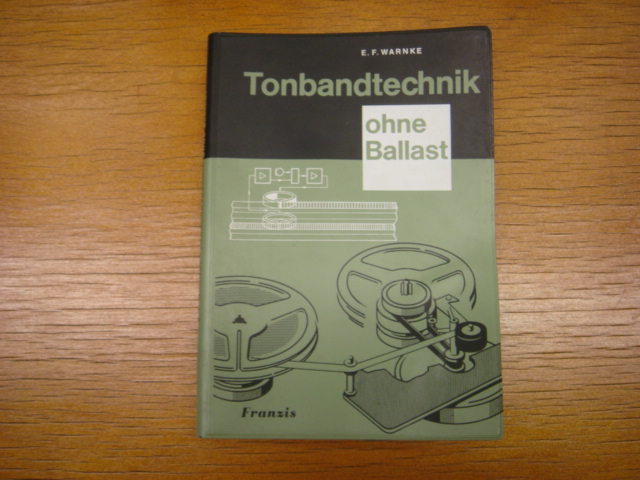 E. F. WARNKE
Tonbandtechnik
ohne
Ballast
Franzis